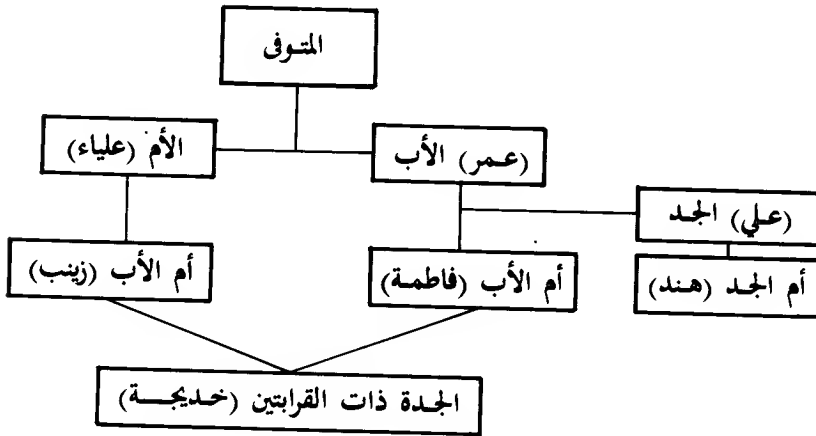 المتوفى
(عمر) الأب
الأم (علياء)
(علي) الجد
أم الجد (هند)
أم الأب (فاطمة)
أم الأب (زينب)
الجدة ذات القرابتين (خديجة)